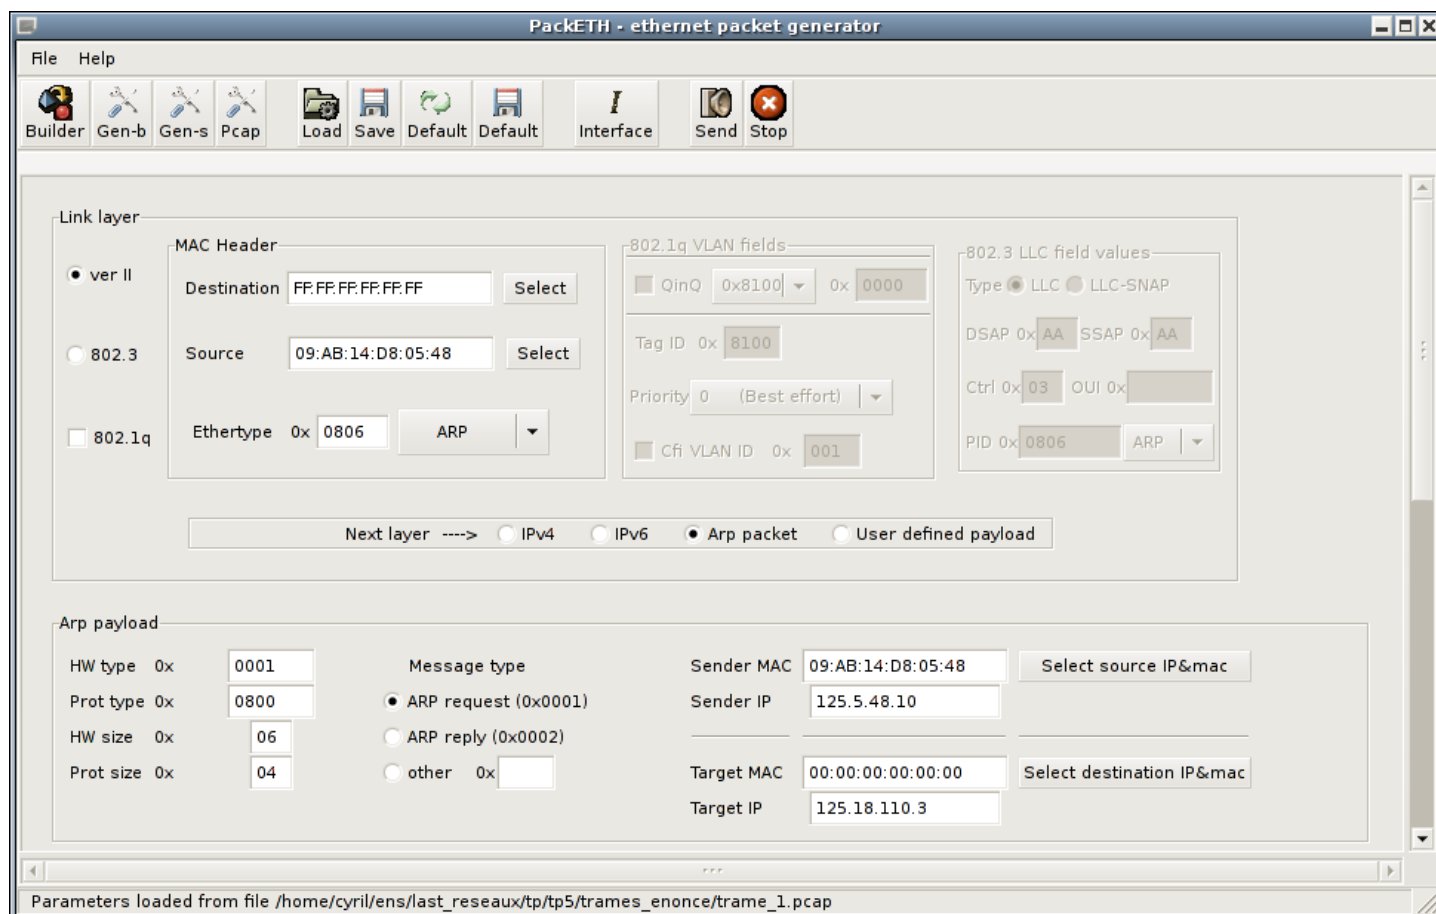 PackETH - ethernet packet generator
File Help
Builder Gen-b Gen-s Pcap Load Save Default Default Interface Send Stop
Link layer
MAC Header
802.1q VLAN fields
802.3 LLC field values
ver II
Destination FF:FF:FF:FF:FF:FF Select
QinQ 0x8100 0x 0000
Type LLC LLC-SNAP
802.3
Source 09:AB:14:D8:05:48 Select
Tag ID 0x 8100
DSAP 0x AA SSAP 0x AA
Priority 0 (Best effort)
Ctrl 0x 03 OUI 0x
802.1q
Ethertype 0x 0806 ARP
Cfi VLAN ID 0x 001
PID 0x 0806 ARP
Next layer ----> IPv4 IPv6 Arp packet User defined payload
Arp payload
HW type 0x 0001 Message type Sender MAC 09:AB:14:D8:05:48 Select source IP&mac
Prot type 0x 0800 ARP request (0x0001) Sender IP 125.5.48.10
HW size 0x 06 ARP reply (0x0002)
Prot size 0x 04 other 0x Target MAC 00:00:00:00:00:00 Select destination IP&mac
Target IP 125.18.110.3
Parameters loaded from file /home/cyril/ens/last_reseaux/tp/tp5/trames_enonce/trame_1.pcap